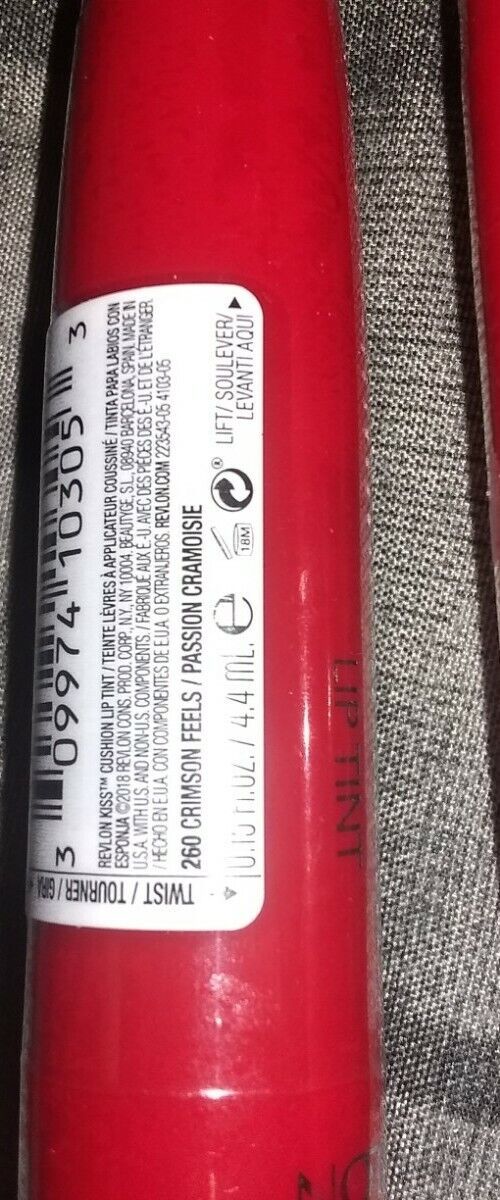 3 09974 10305 3
REVLON KISS™ CUSHION LIP TINT / TEINTE LÈVRES À APPLICATEUR COUSSINÉ / TINTA PARA LABIOS CON
ESPONJA ©2018 REVLON CONS. PROD. CORP., N.Y., NY 10004, BEAUTYGE, S.L., 08940 BARCELONA, SPAIN. MADE IN
U.S.A. WITH U.S. AND NON-U.S. COMPONENTS. / FABRIQUÉ AUX É.-U. AVEC DES PIÈCES DES É.-U. ET DE L'ÉTRANGER.
/ HECHO EN E.U.A. CON COMPONENTES DE E.U.A. O EXTRANJEROS. REVLON.COM 223543-05 4103-05
260 CRIMSON FEELS / PASSION CRAMOISIE
0.15 fl.oz. / 4.4 mL. e
18M
LIFT / SOULEVER /
LEVANTI AQUI
TWIST / TOURNER / GIRA
LIP TINT